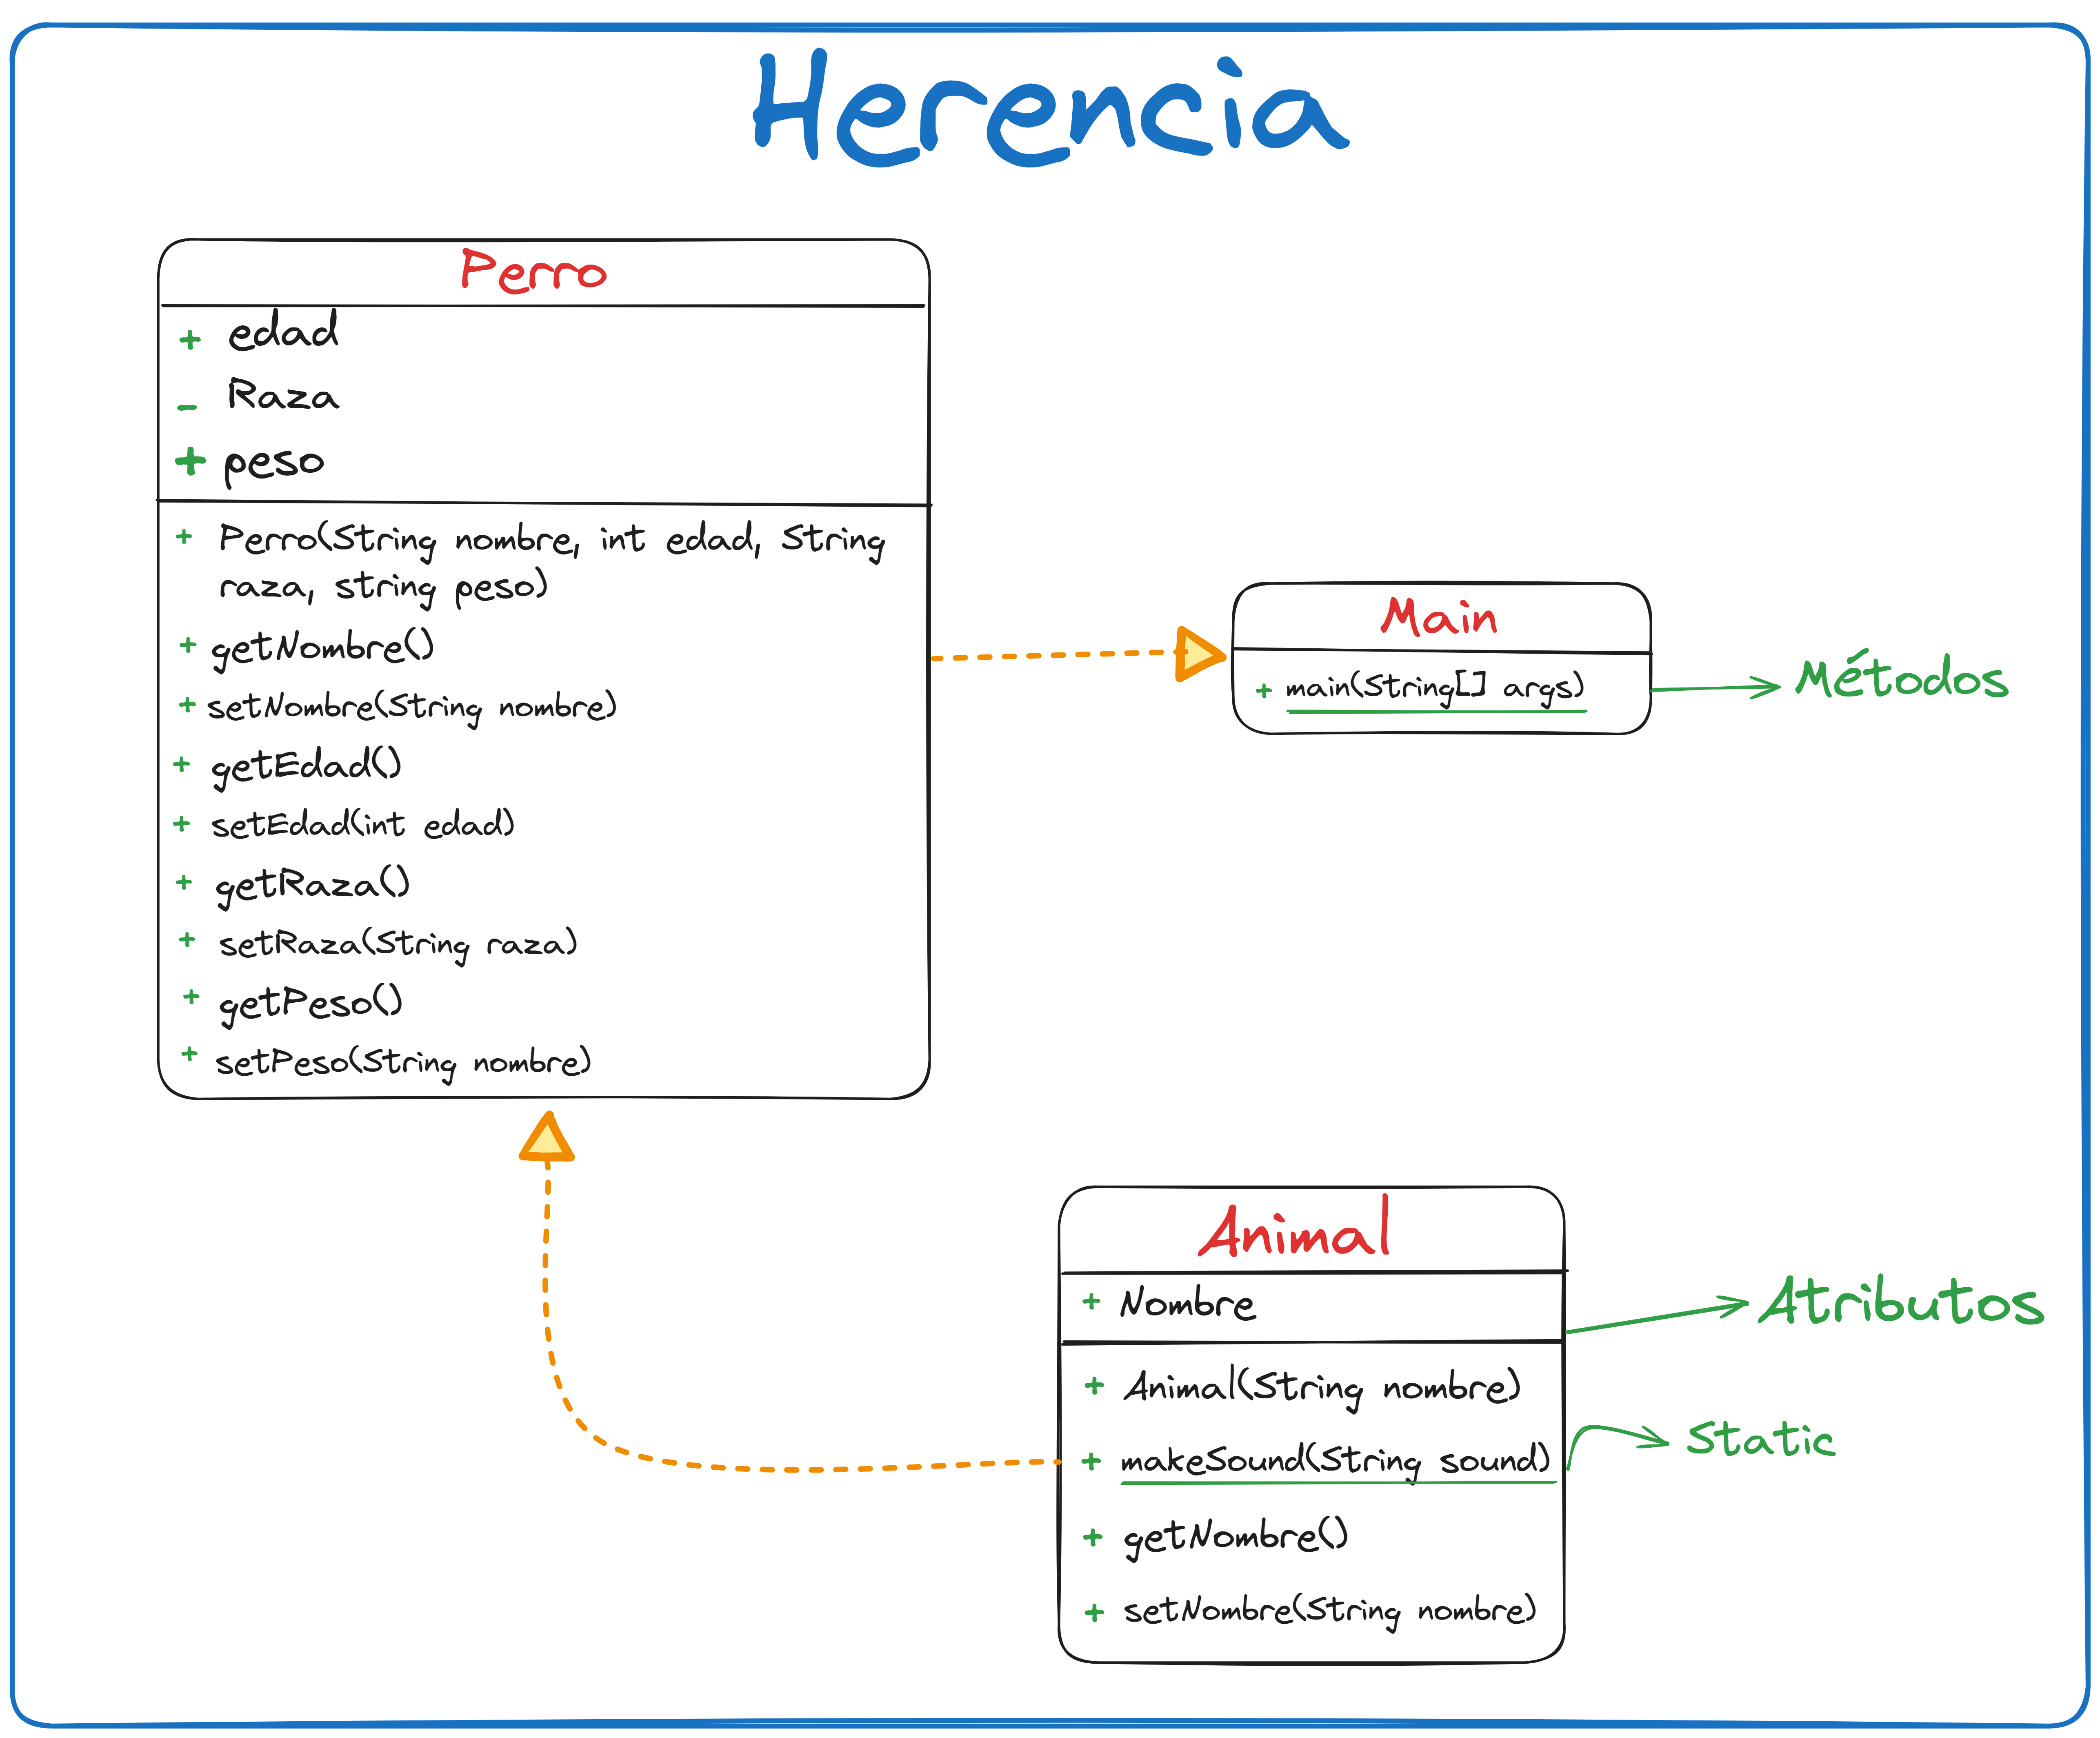 Herencia
Perro
+ edad
- Raza
+ peso
+ Perro(String nombre, int edad, String
raza, string peso)
+ getNombre()
+ setNombre(String nombre)
+ getEdad()
+ setEdad(int edad)
+ getRaza()
+ setRaza(String raza)
+ getPeso()
+ setPeso(String nombre)
Main
+ main(String[] args)
Métodos
Animal
+ Nombre
Atributos
+ Animal(String nombre)
+ makeSound(String sound)
Static
+ getNombre()
+ setNombre(String nombre)